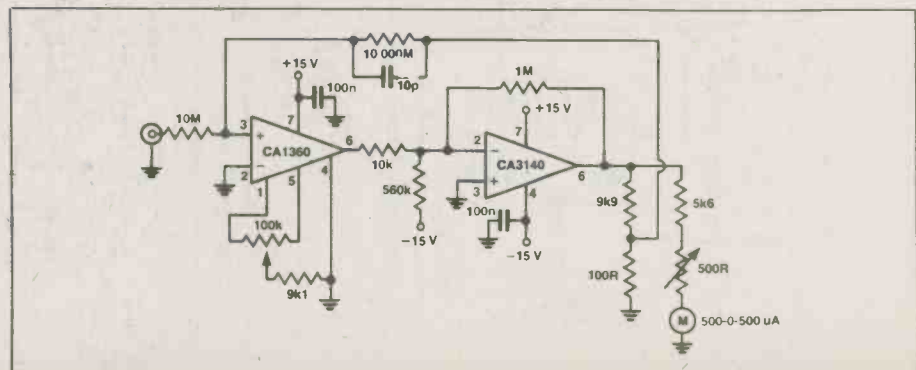 10 000M
10p
+15 V
100n
1M
+15 V
10M
3
+
7
CA1360
6
−
2
4
1
5
10k
2
−
7
CA3140
6
+
3
4
560k
9k9
5k6
100k
−15 V
100n
−15 V
100R
500R
9k1
M
500-0-500 uA